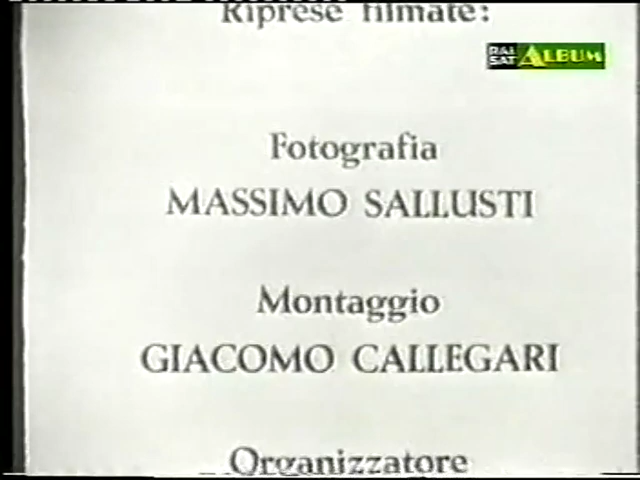 Riprese filmate:
RAI
SAT ALBUM
Fotografia
MASSIMO SALLUSTI
Montaggio
GIACOMO CALLEGARI
Organizzatore